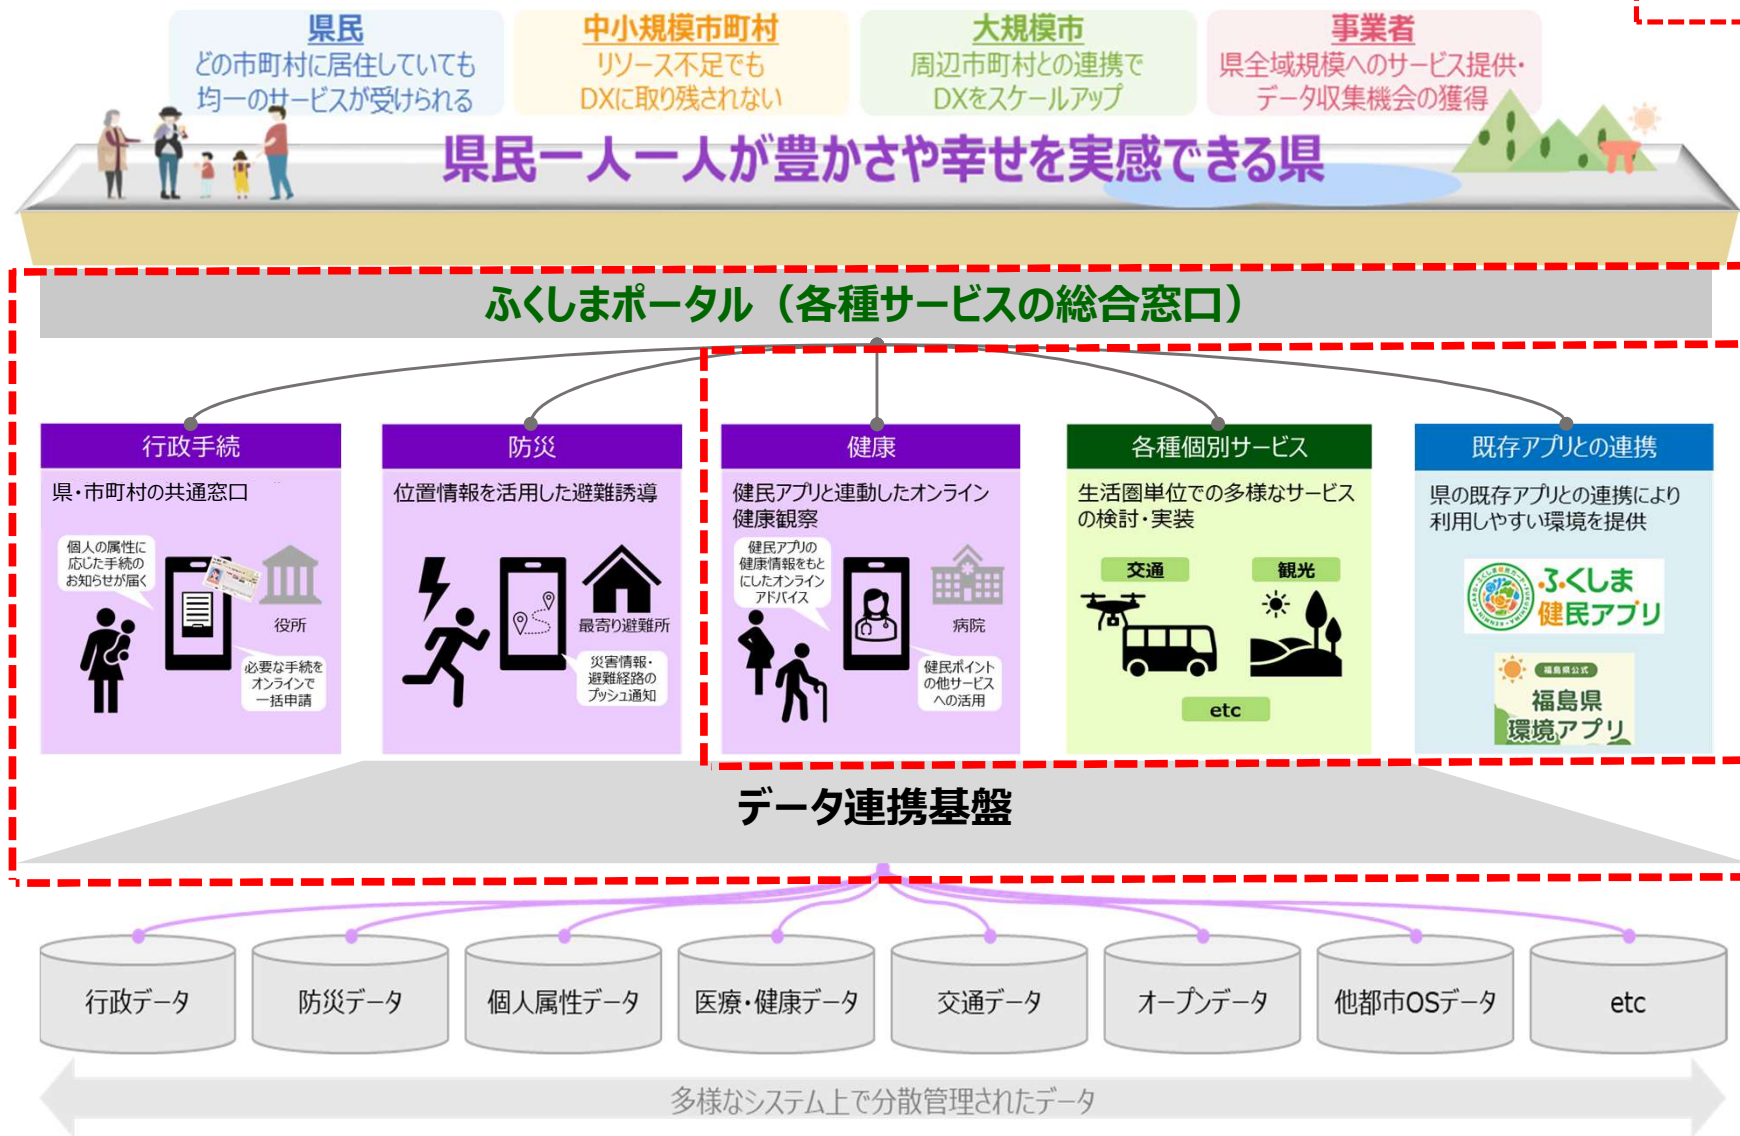 県民
どの市町村に居住していても
均一のサービスが受けられる
中小規模市町村
リソース不足でも
DXに取り残されない
大規模市
周辺市町村との連携で
DXをスケールアップ
事業者
県全域規模へのサービス提供・
データ収集機会の獲得
県民一人一人が豊かさや幸せを実感できる県
ふくしまポータル（各種サービスの総合窓口）
行政手続
県・市町村の共通窓口
個人の属性に
応じた手続の
お知らせが届く
役所
必要な手続を
オンラインで
一括申請
防災
位置情報を活用した避難誘導
最寄り避難所
災害情報・
避難経路の
プッシュ通知
健康
健民アプリと連動したオンライン
健康観察
健民アプリの
健康情報をもと
にしたオンライン
アドバイス
病院
健民ポイント
の他サービス
への活用
各種個別サービス
生活圏単位での多様なサービス
の検討・実装
交通
観光
etc
既存アプリとの連携
県の既存アプリとの連携により
利用しやすい環境を提供
ふくしま
健民アプリ
福島県公式
福島県
環境アプリ
データ連携基盤
行政データ
防災データ
個人属性データ
医療・健康データ
交通データ
オープンデータ
他都市OSデータ
etc
多様なシステム上で分散管理されたデータ